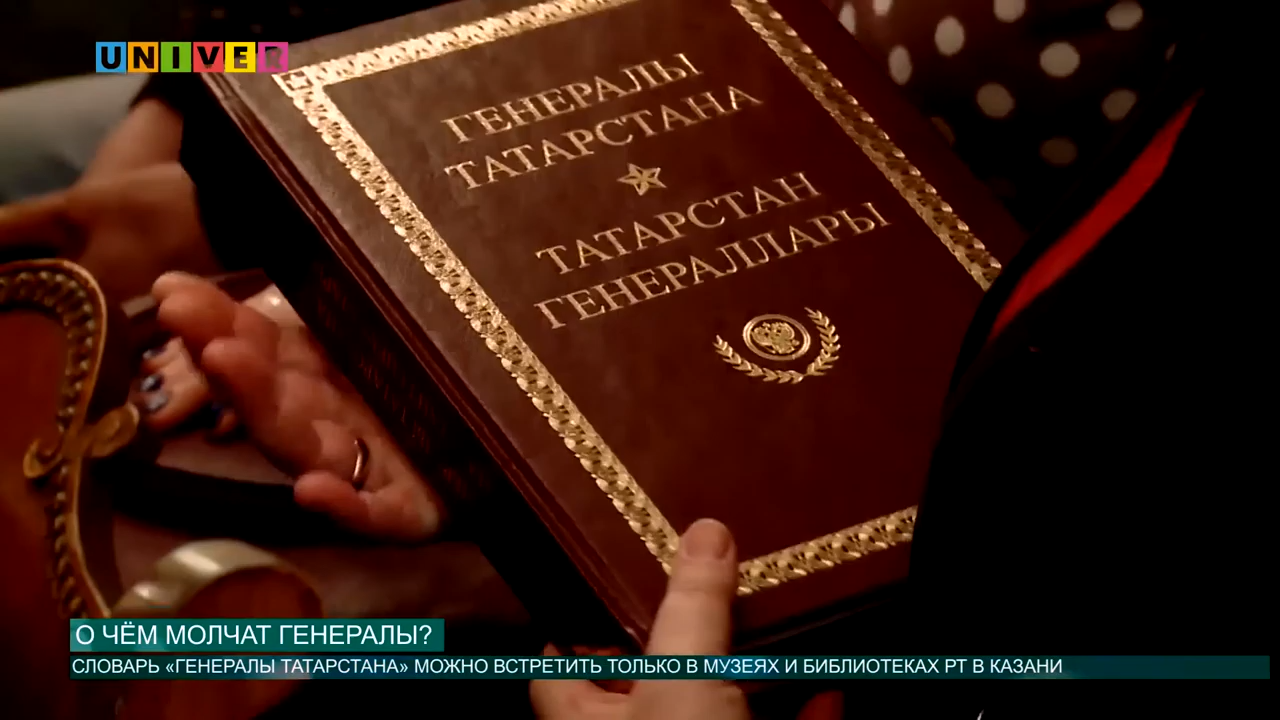 UNIVER
ГЕНЕРАЛЫ
ТАТАРСТАНА
ТАТАРСТАН
ГЕНЕРАЛЛАРЫ
О ЧЁМ МОЛЧАТ ГЕНЕРАЛЫ?
СЛОВАРЬ «ГЕНЕРАЛЫ ТАТАРСТАНА» МОЖНО ВСТРЕТИТЬ ТОЛЬКО В МУЗЕЯХ И БИБЛИОТЕКАХ РТ В КАЗАНИ